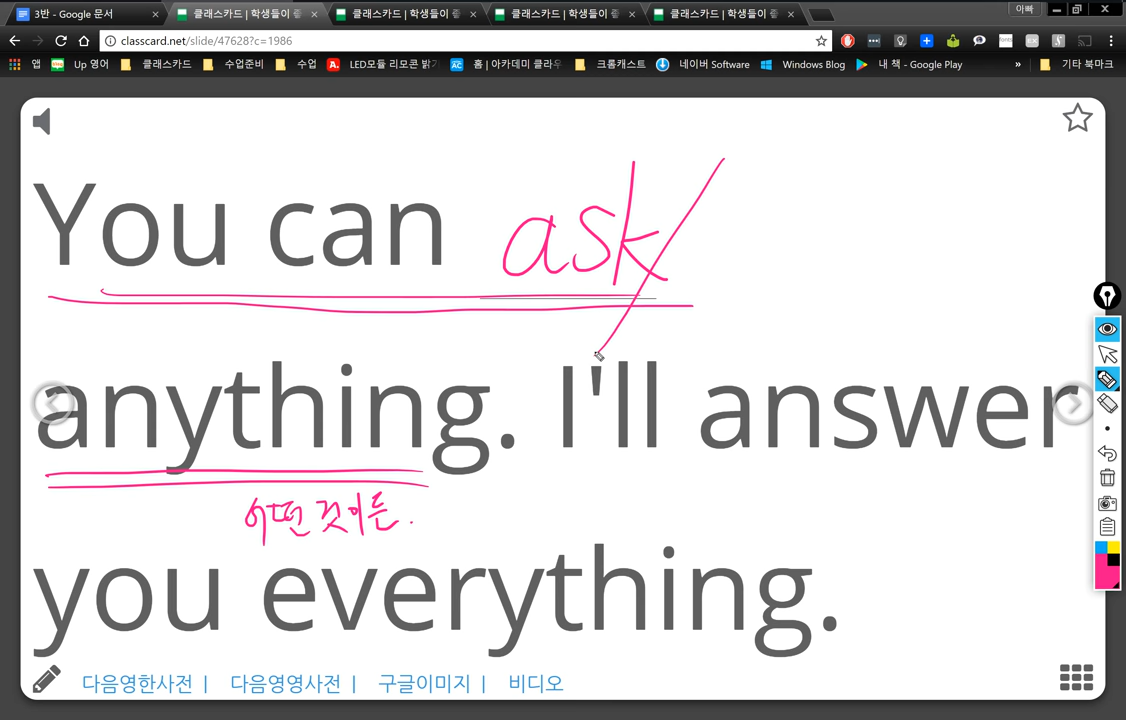 3반 - Google 문서
클래스카드 | 학생들이 좋
클래스카드 | 학생들이 좋
클래스카드 | 학생들이 좋
클래스카드 | 학생들이 좋
아빠
classcard.net/slide/47628?c=1986
앱
Up 영어
클래스카드
수업준비
수업
LED모듈 리모콘 밝기
홈 | 아카데미 클라우
크롬캐스트
네이버 Software
Windows Blog
내 책 - Google Play
»
기타 북마크
You can ask
anything. I'll answer
어떤 것이든.
you everything.
다음영한사전 | 다음영영사전 | 구글이미지 | 비디오